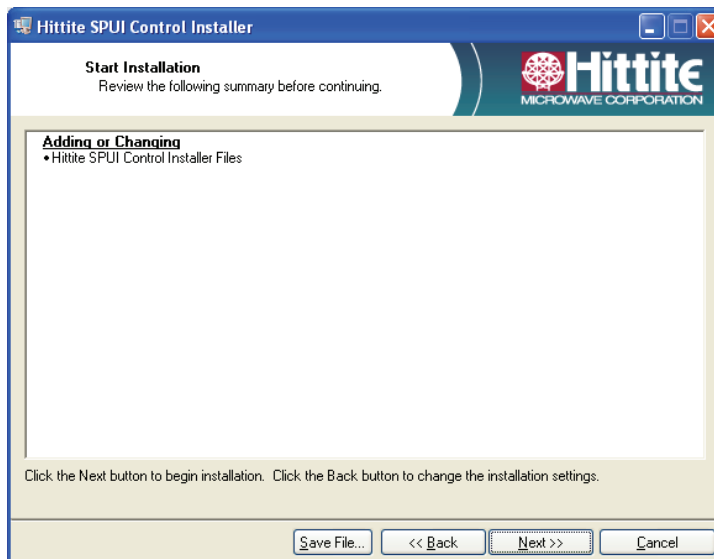 Hittite SPUI Control Installer
Start Installation
Review the following summary before continuing.
Hittite
MICROWAVE CORPORATION
Adding or Changing
• Hittite SPUI Control Installer Files
Click the Next button to begin installation. Click the Back button to change the installation settings.
Save File... << Back Next >> Cancel